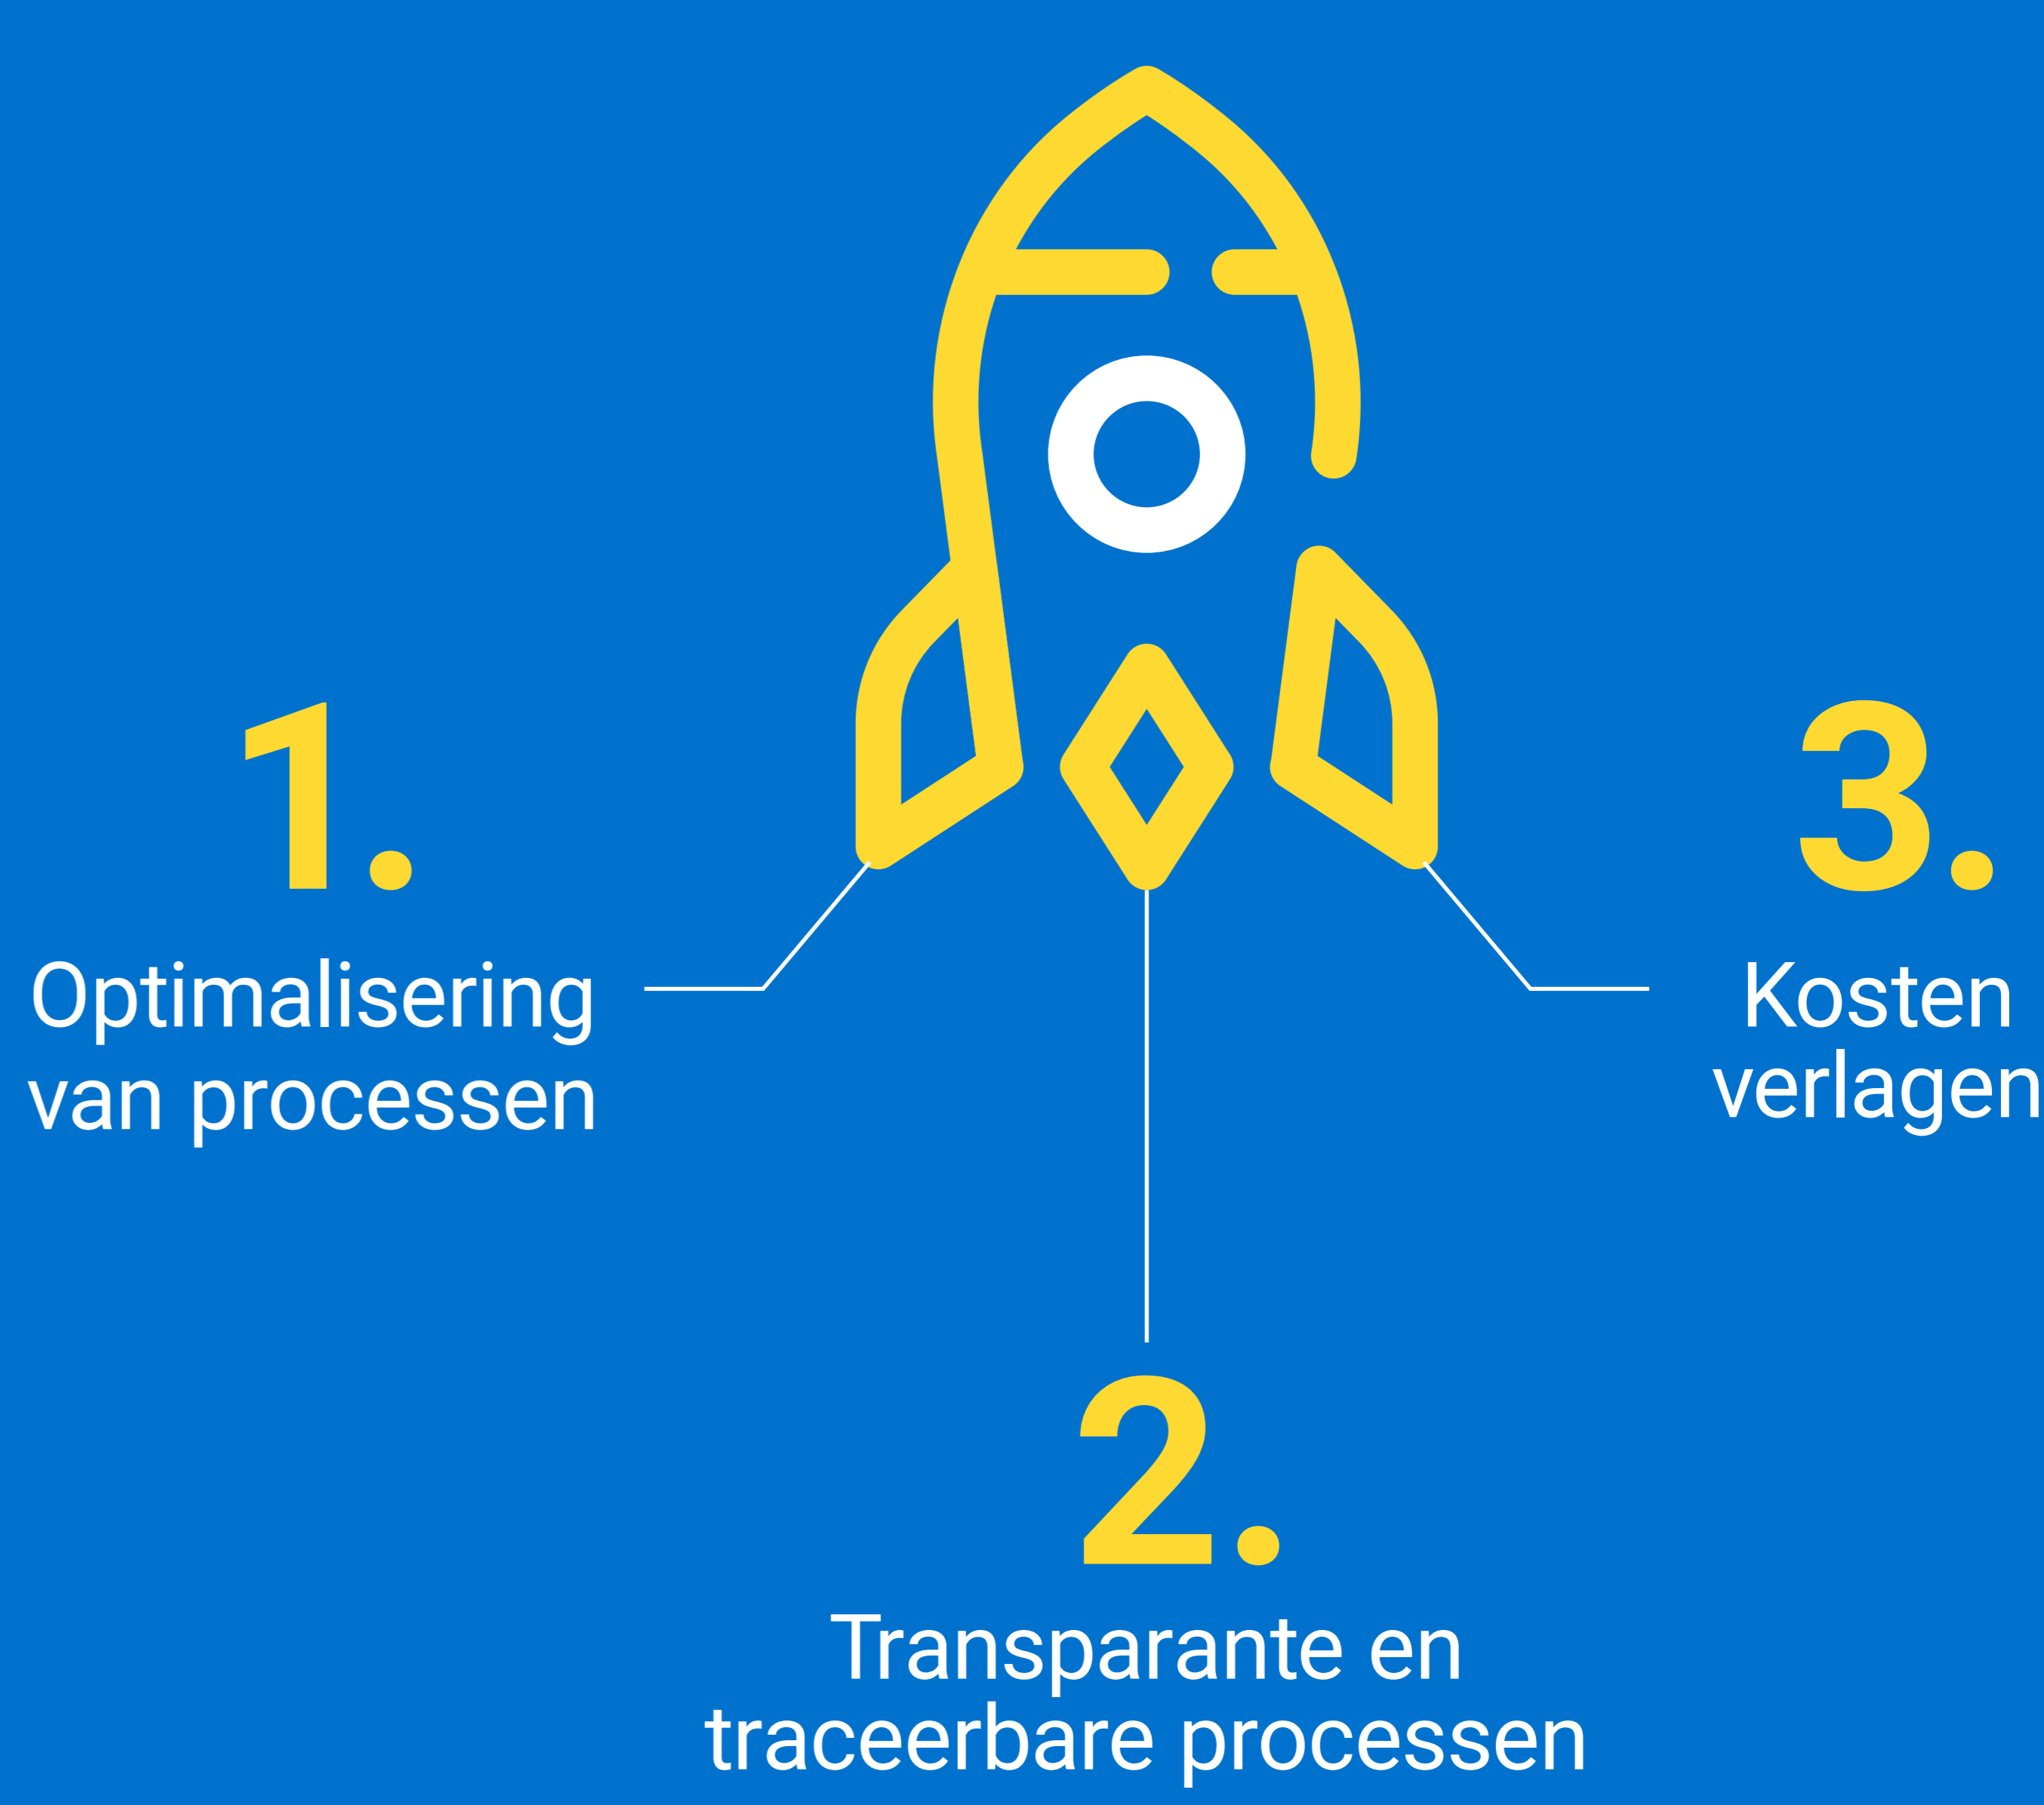 1.
Optimalisering
van processen
2.
Transparante en
traceerbare processen
3.
Kosten
verlagen